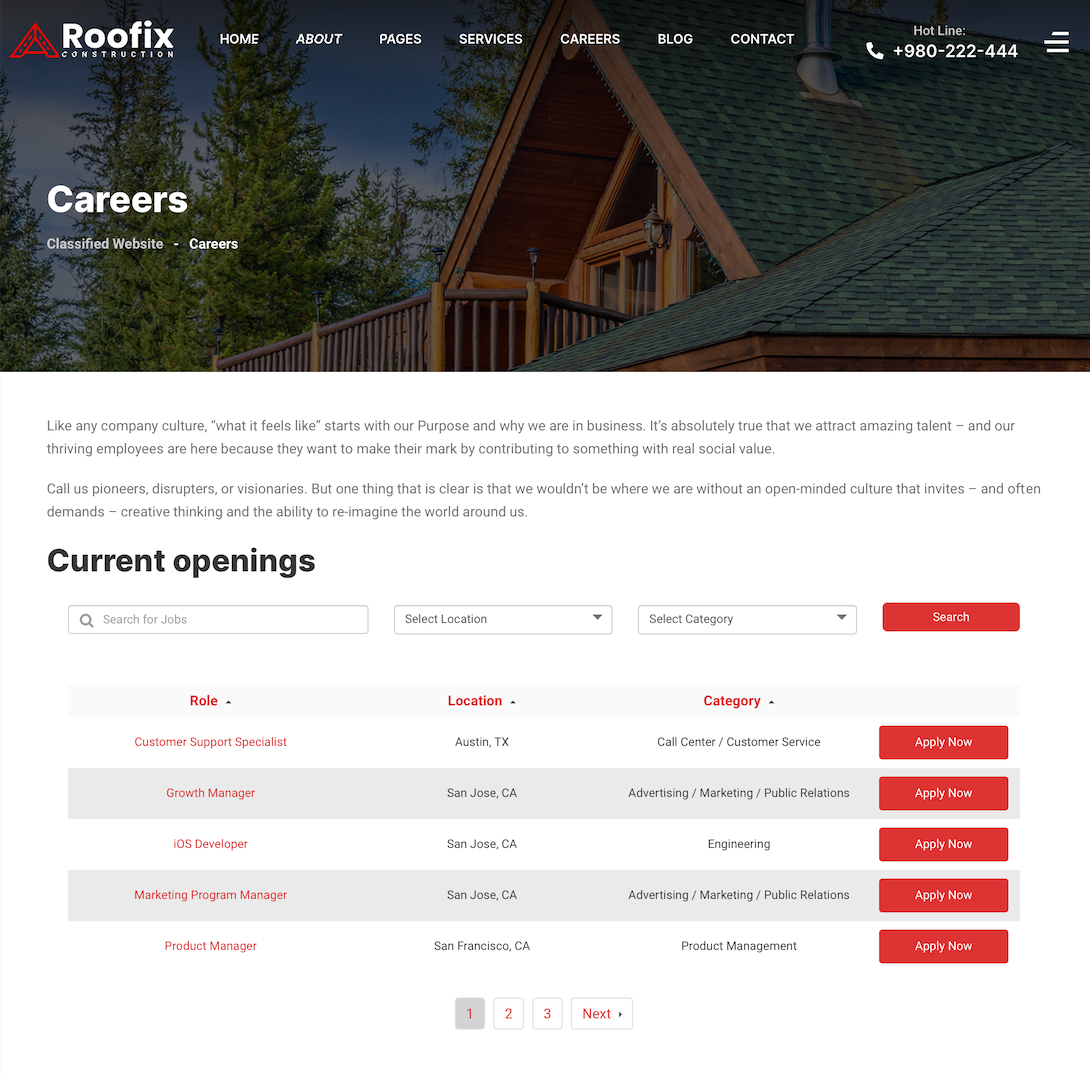 Roofix
CONSTRUCTION
HOME ABOUT PAGES SERVICES CAREERS BLOG CONTACT
Hot Line:
+980-222-444
Careers
Classified Website - Careers
Like any company culture, “what it feels like” starts with our Purpose and why we are in business. It’s absolutely true that we attract amazing talent – and our
thriving employees are here because they want to make their mark by contributing to something with real social value.
Call us pioneers, disrupters, or visionaries. But one thing that is clear is that we wouldn’t be where we are without an open-minded culture that invites – and often
demands – creative thinking and the ability to re-imagine the world around us.
Current openings
Search for Jobs Select Location Select Category Search
Role Location Category
Customer Support Specialist Austin, TX Call Center / Customer Service Apply Now
Growth Manager San Jose, CA Advertising / Marketing / Public Relations Apply Now
iOS Developer San Jose, CA Engineering Apply Now
Marketing Program Manager San Jose, CA Advertising / Marketing / Public Relations Apply Now
Product Manager San Francisco, CA Product Management Apply Now
1 2 3 Next